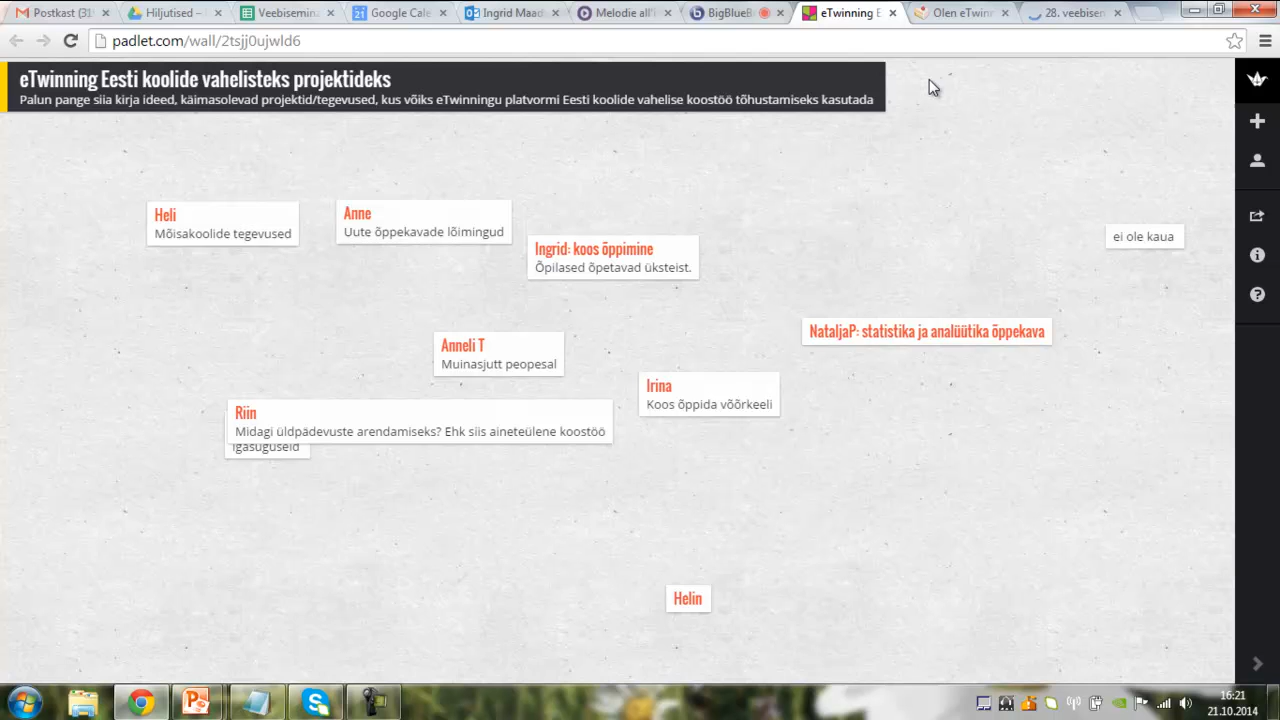 Postkast (315
Hiljutised –
Veebisemina
Google Cale
Ingrid Maad
Melodie all'i
BigBlueB
eTwinning E
Olen eTwinn
28. veebisem
padlet.com/wall/2tsjj0ujwld6
eTwinning Eesti koolide vahelisteks projektideks
Palun pange siia kirja ideed, käimasolevad projektid/tegevused, kus võiks eTwinningu platvormi Eesti koolide vahelise koostöö tõhustamiseks kasutada
Heli
Mõisakoolide tegevused
Anne
Uute õppekavade lõimingud
Ingrid: koos õppimine
Õpilased õpetavad üksteist.
ei ole kaua
NataljaP: statistika ja analüütika õppekava
Anneli T
Muinasjutt peopesal
Irina
Koos õppida võõrkeeli
Riin
Midagi üldpädevuste arendamiseks? Ehk siis aineteülene koostöö
igasuguseid
Helin
16:21
21.10.2014